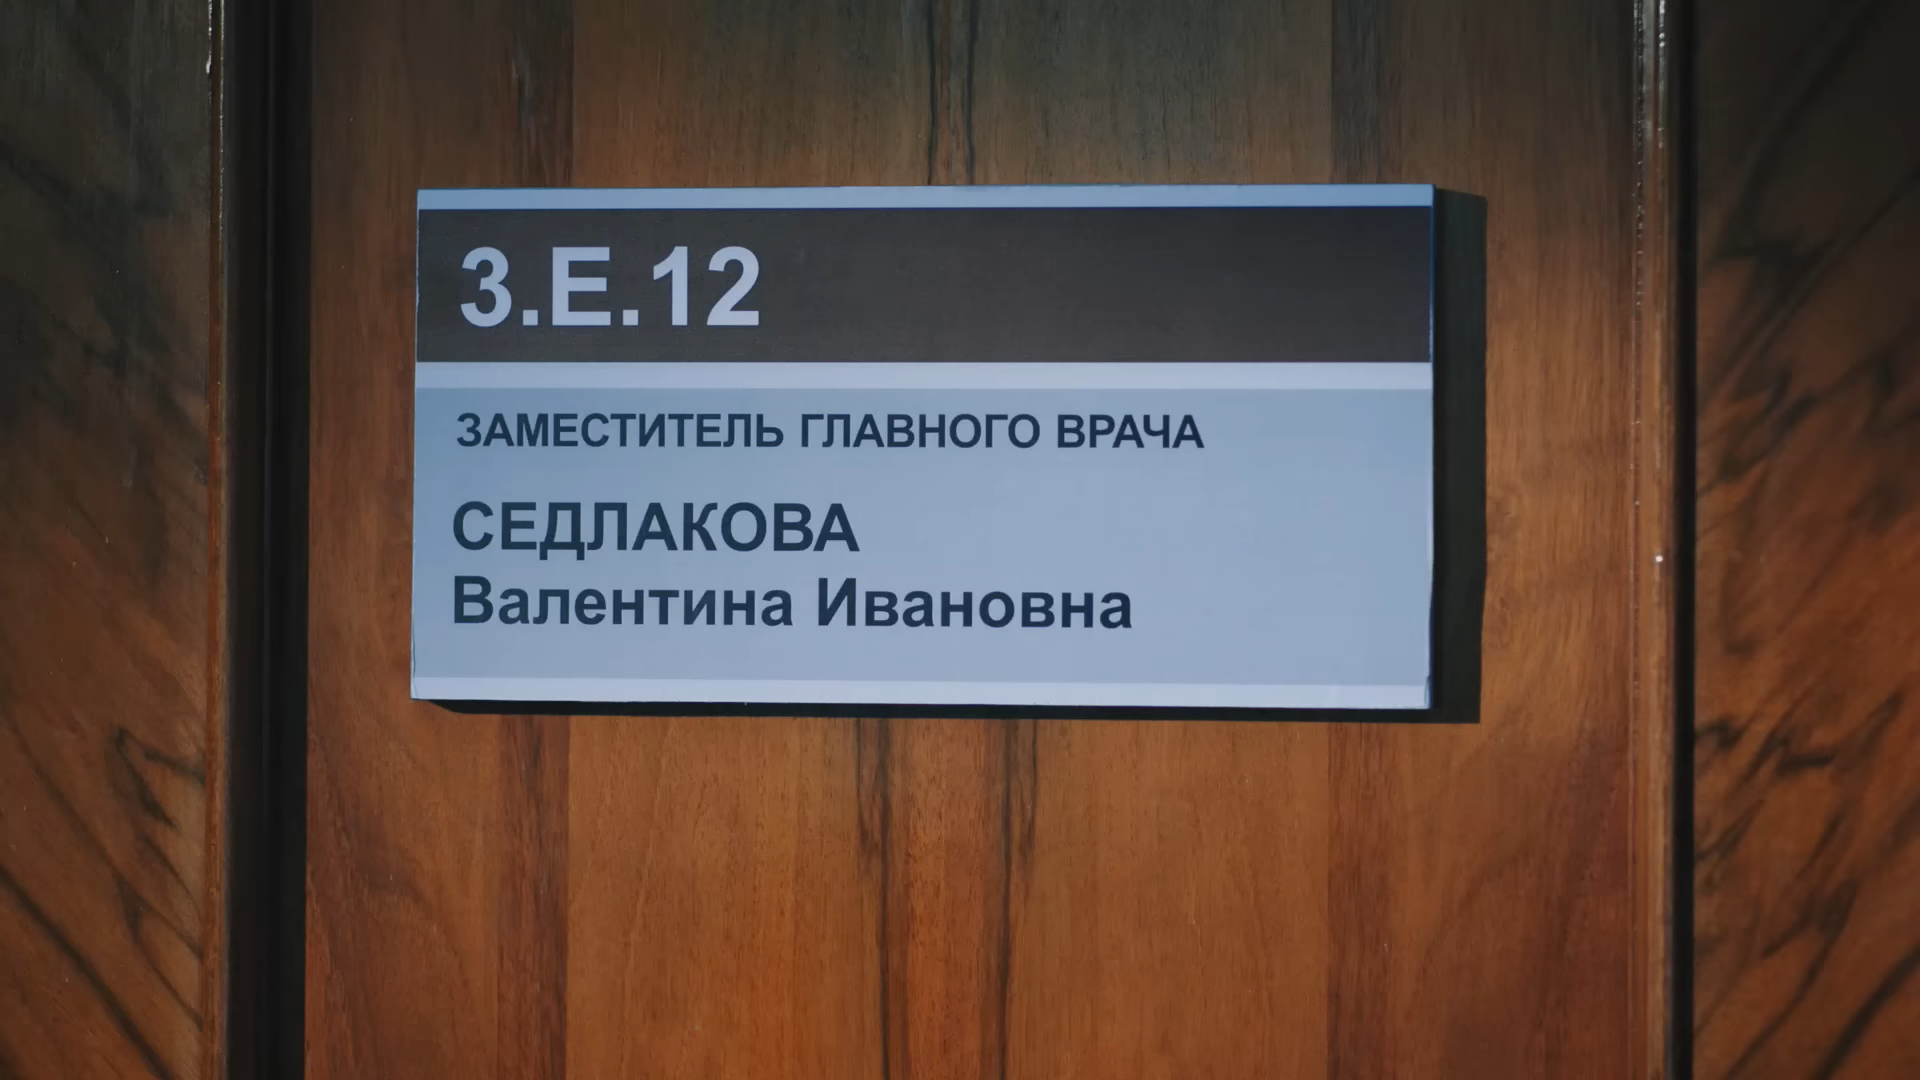 3.Е.12
ЗАМЕСТИТЕЛЬ ГЛАВНОГО ВРАЧА
СЕДЛАКОВА
Валентина Ивановна